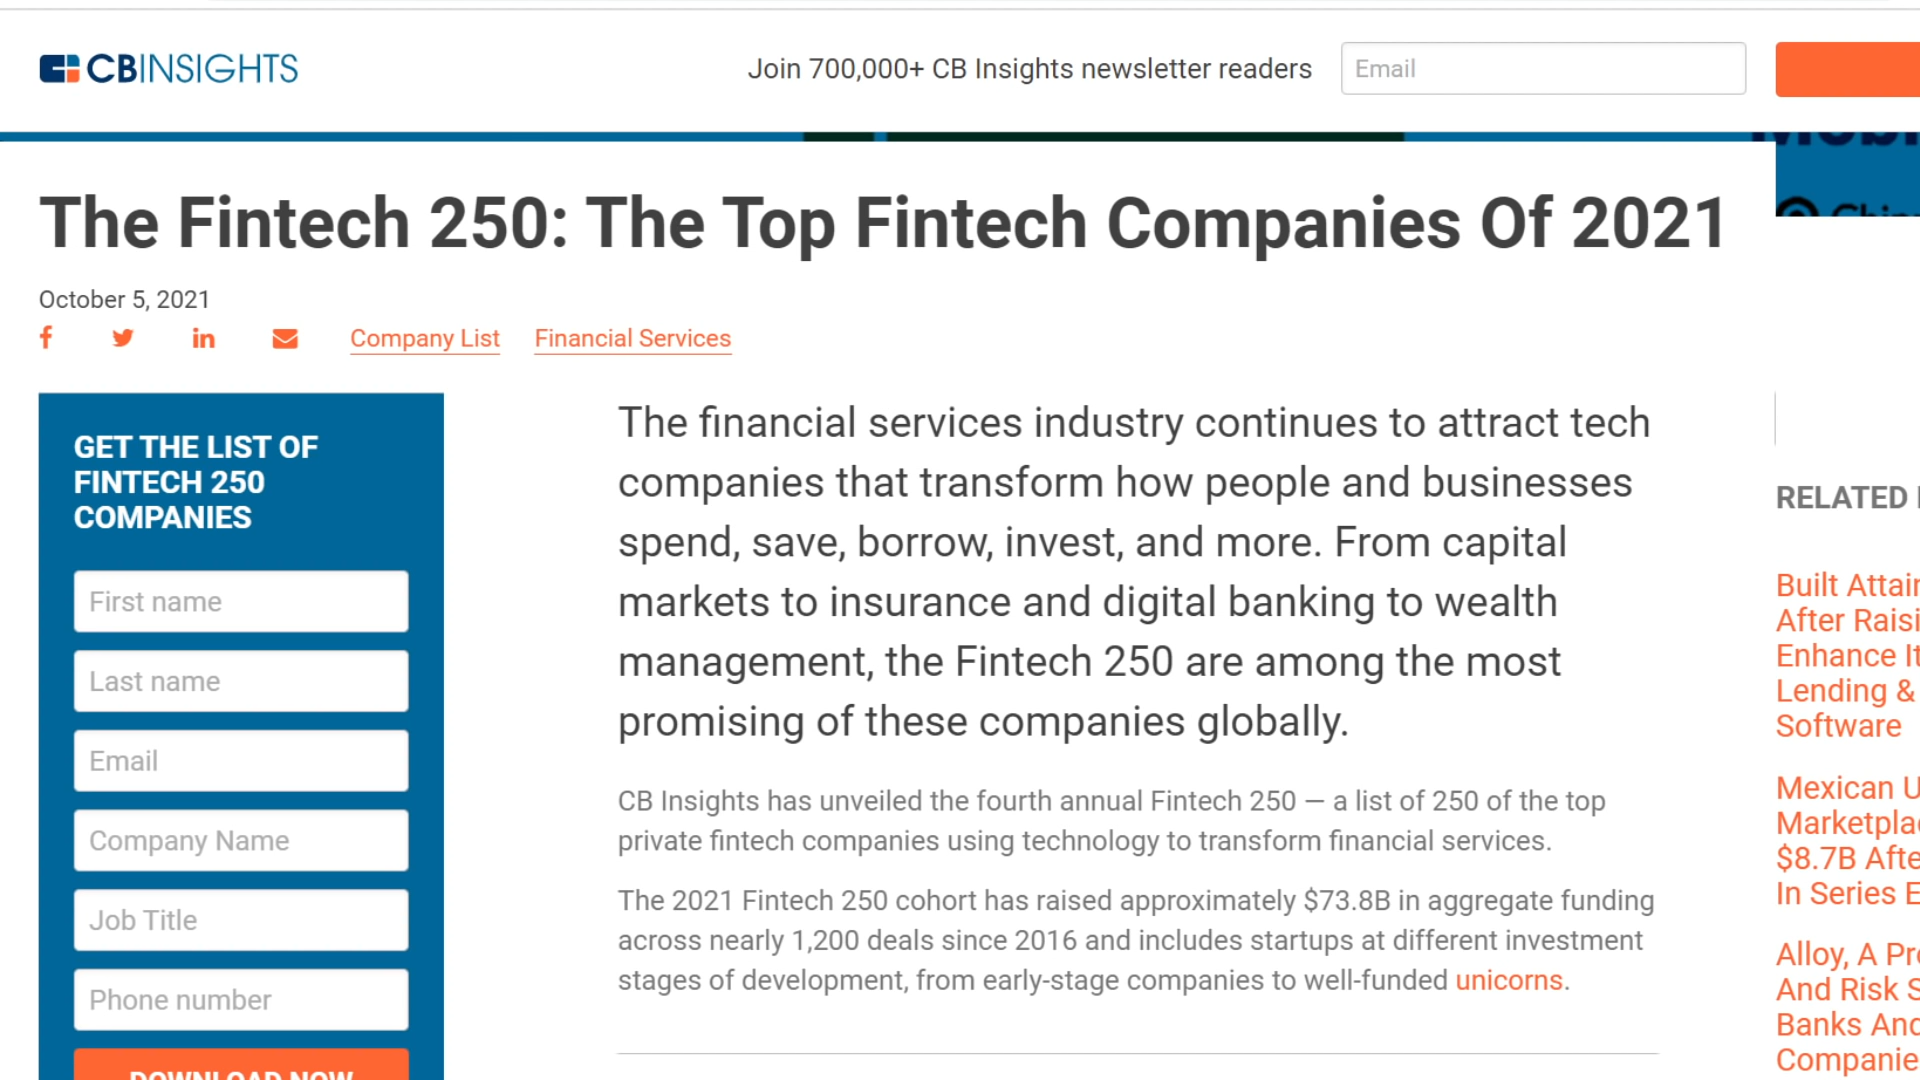 CBINSIGHTS
Join 700,000+ CB Insights newsletter readers
Email
The Fintech 250: The Top Fintech Companies Of 2021
October 5, 2021
Company List
Financial Services
GET THE LIST OF
FINTECH 250
COMPANIES
First name
Last name
Email
Company Name
Job Title
Phone number
DOWNLOAD NOW
The financial services industry continues to attract tech
companies that transform how people and businesses
spend, save, borrow, invest, and more. From capital
markets to insurance and digital banking to wealth
management, the Fintech 250 are among the most
promising of these companies globally.
CB Insights has unveiled the fourth annual Fintech 250 — a list of 250 of the top
private fintech companies using technology to transform financial services.
The 2021 Fintech 250 cohort has raised approximately $73.8B in aggregate funding
across nearly 1,200 deals since 2016 and includes startups at different investment
stages of development, from early-stage companies to well-funded unicorns.
RELATED
Built
After
Enhance
Lending &
Software
Mexican
$8.7B
In Series
Alloy, A
And Risk
Banks